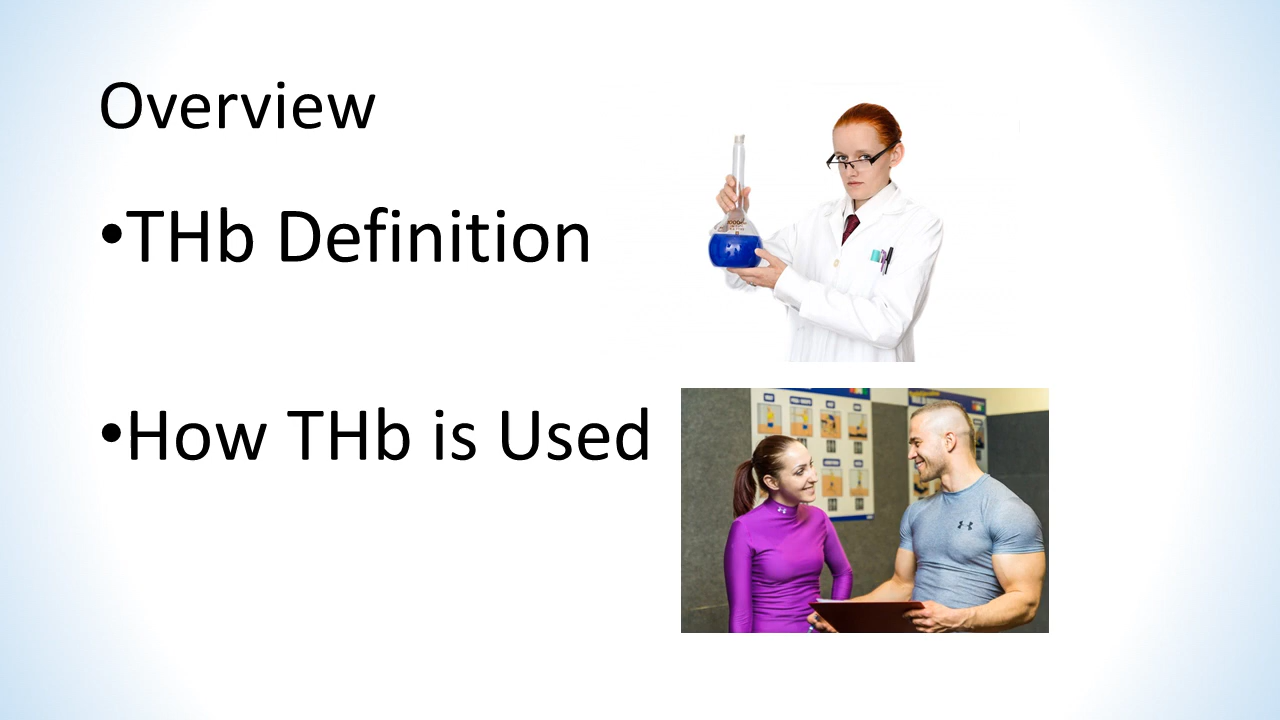 Overview
•THb Definition
•How THb is Used